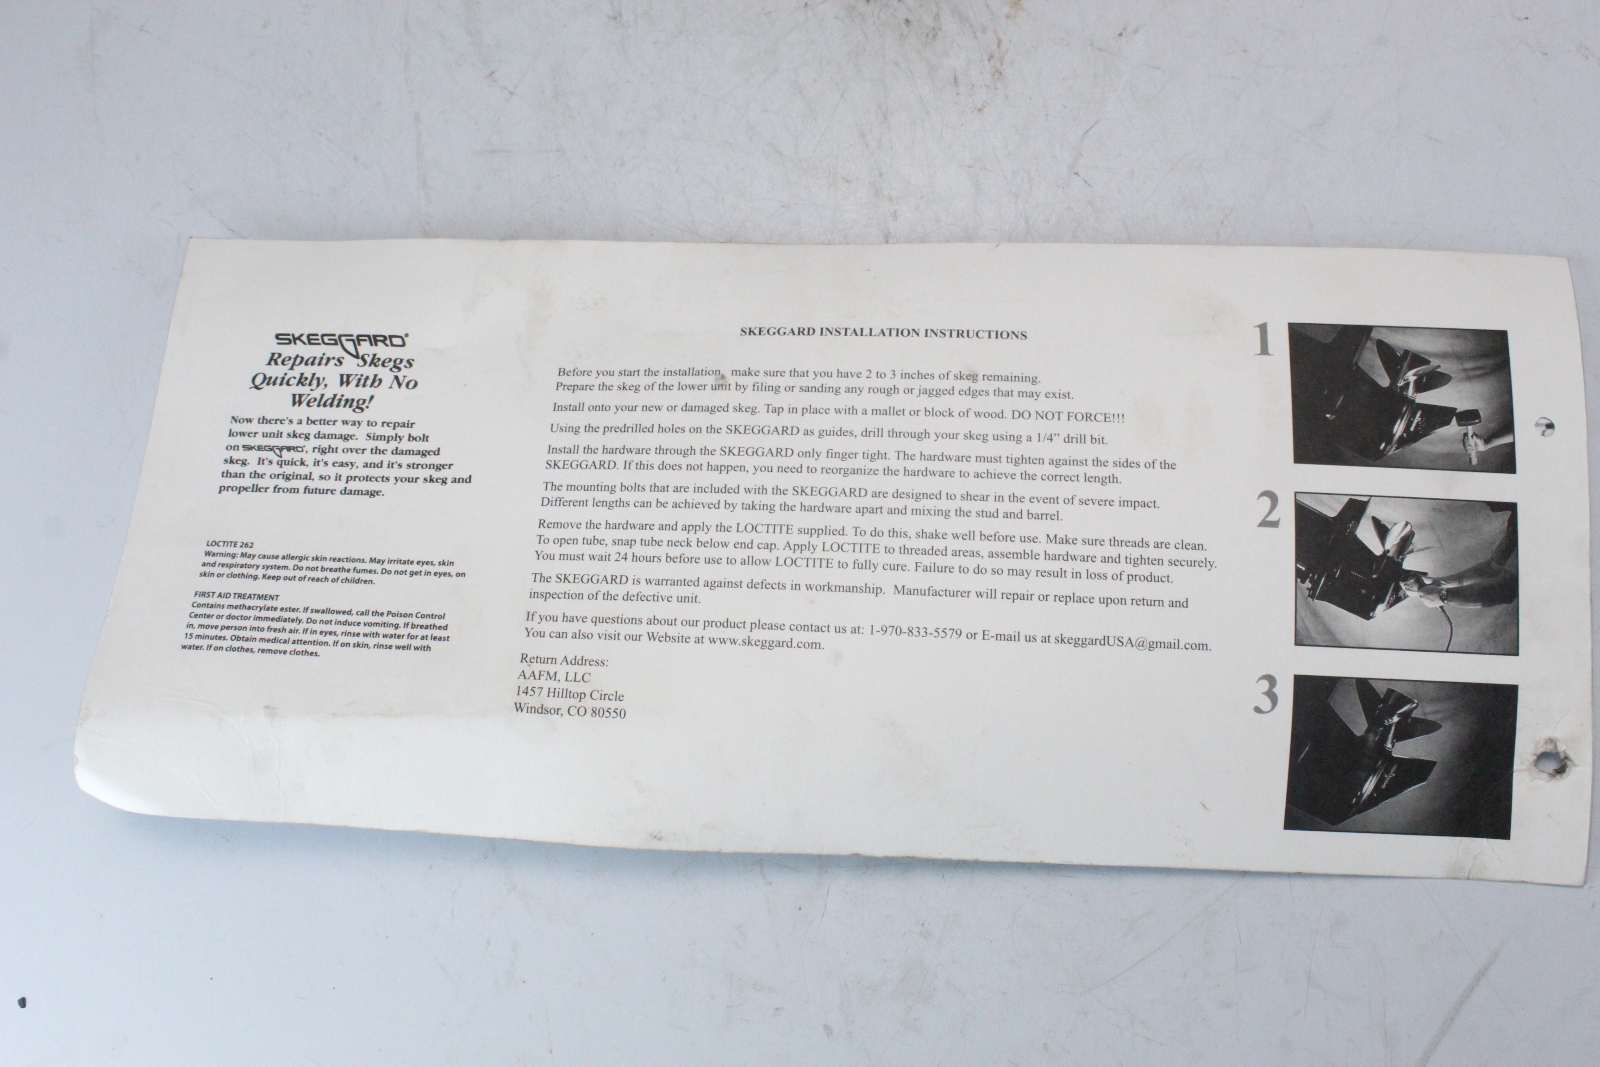 SKEGGARD®
Repairs Skegs
Quickly, With No
Welding!
Now there's a better way to repair
lower unit skeg damage. Simply bolt
on SKEGGARD®, right over the damaged
skeg. It's quick, it's easy, and it's stronger
than the original, so it protects your skeg and
propeller from future damage.
LOCTITE 262
Warning: May cause allergic skin reactions. May irritate eyes, skin
and respiratory system. Do not breathe fumes. Do not get in eyes, on
skin or clothing. Keep out of reach of children.
FIRST AID TREATMENT
Contains methacrylate ester. If swallowed, call the Poison Control
Center or doctor immediately. Do not induce vomiting. If breathed
in, move person into fresh air. If in eyes, rinse with water for at least
15 minutes. Obtain medical attention. If on skin, rinse well with
water. If on clothes, remove clothes.
SKEGGARD INSTALLATION INSTRUCTIONS
Before you start the installation, make sure that you have 2 to 3 inches of skeg remaining.
Prepare the skeg of the lower unit by filing or sanding any rough or jagged edges that may exist.
Install onto your new or damaged skeg. Tap in place with a mallet or block of wood. DO NOT FORCE!!!
Using the predrilled holes on the SKEGGARD as guides, drill through your skeg using a 1/4" drill bit.
Install the hardware through the SKEGGARD only finger tight. The hardware must tighten against the sides of the
SKEGGARD. If this does not happen, you need to reorganize the hardware to achieve the correct length.
The mounting bolts that are included with the SKEGGARD are designed to shear in the event of severe impact.
Different lengths can be achieved by taking the hardware apart and mixing the stud and barrel.
Remove the hardware and apply the LOCTITE supplied. To do this, shake well before use. Make sure threads are clean.
To open tube, snap tube neck below end cap. Apply LOCTITE to threaded areas, assemble hardware and tighten securely.
You must wait 24 hours before use to allow LOCTITE to fully cure. Failure to do so may result in loss of product.
The SKEGGARD is warranted against defects in workmanship. Manufacturer will repair or replace upon return and
inspection of the defective unit.
If you have questions about our product please contact us at: 1-970-833-5579 or E-mail us at skeggardUSA@gmail.com.
You can also visit our Website at www.skeggard.com.
Return Address:
AAFM, LLC
1457 Hilltop Circle
Windsor, CO 80550
1
2
3